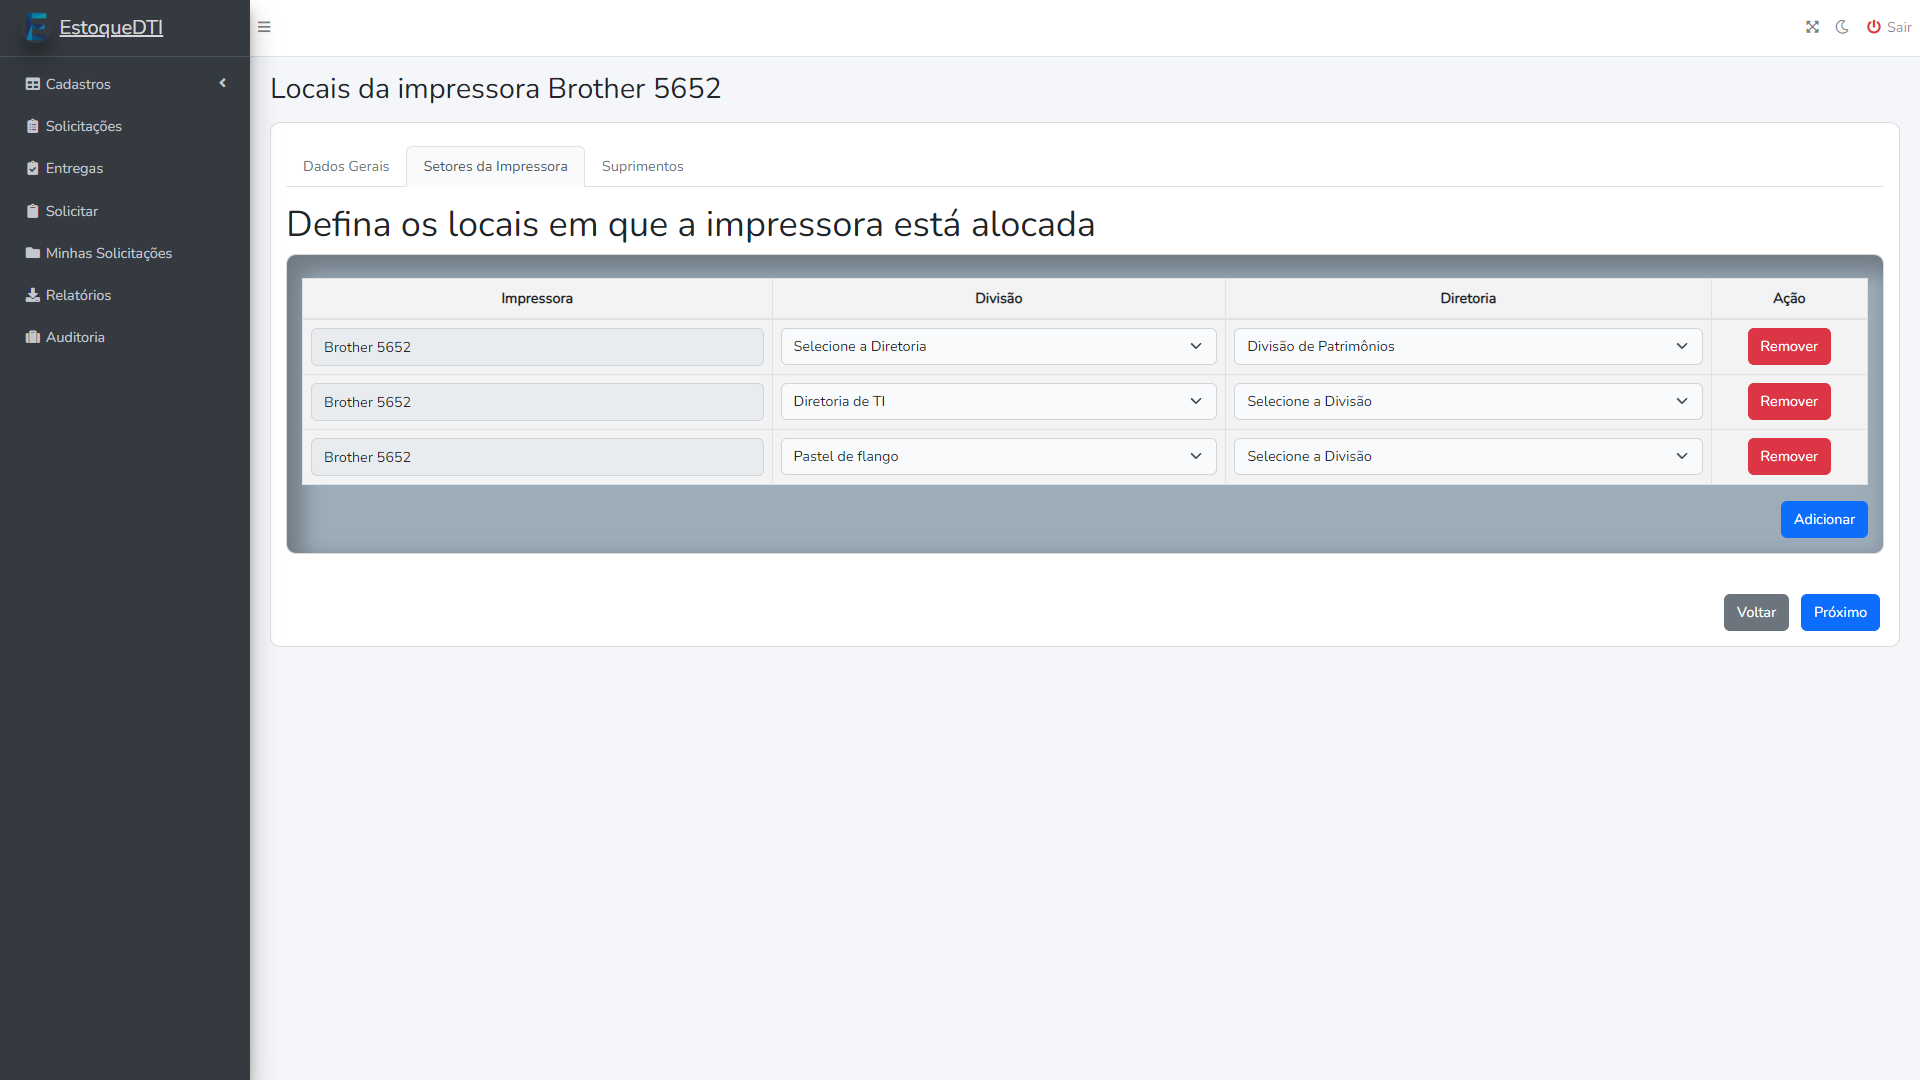 EstoqueDTI
Sair
Cadastros
Solicitações
Entregas
Solicitar
Minhas Solicitações
Relatórios
Auditoria
Locais da impressora Brother 5652
Dados Gerais Setores da Impressora Suprimentos
Defina os locais em que a impressora está alocada
Impressora Divisão Diretoria Ação
Brother 5652 Selecione a Diretoria Divisão de Patrimônios Remover
Brother 5652 Diretoria de TI Selecione a Divisão Remover
Brother 5652 Pastel de flango Selecione a Divisão Remover
Adicionar
Voltar Próximo